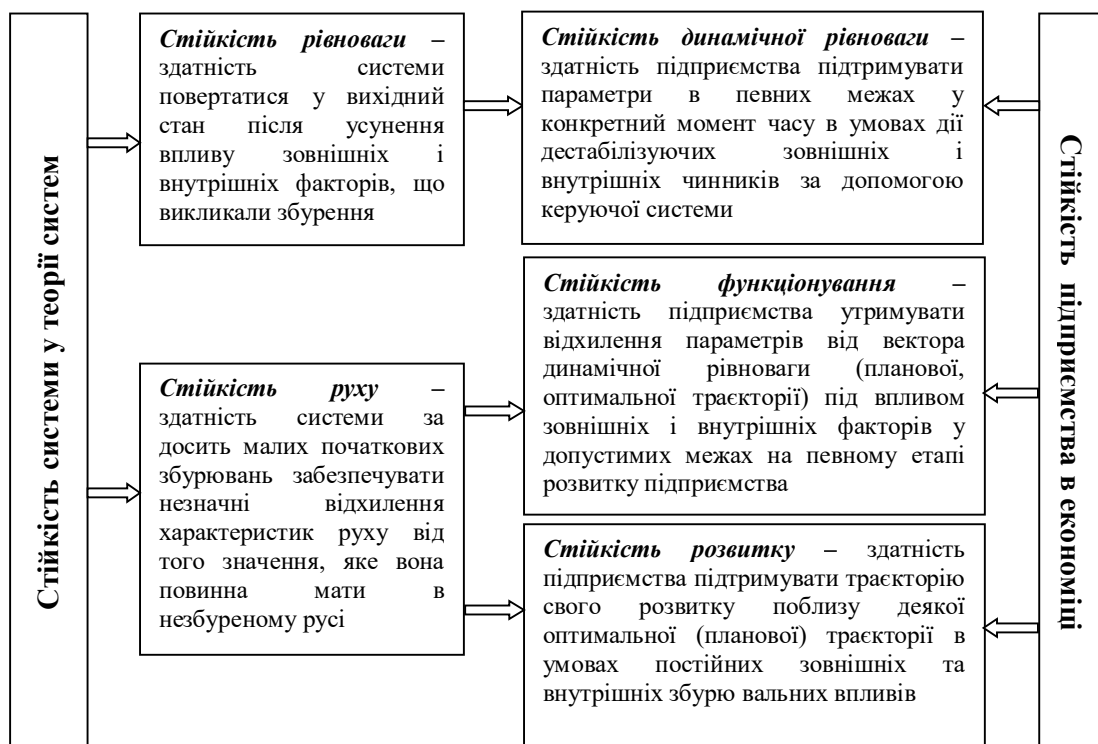 Стійкість системи у теорії систем
Стійкість рівноваги –
здатність системи
повертатися у вихідний
стан після усунення
впливу зовнішніх і
внутрішніх факторів, що
викликали збурення
Стійкість руху –
здатність системи за
досить малих початкових
збурювань забезпечувати
незначні відхилення
характеристик руху від
того значення, яке вона
повинна мати в
незбуреному русі
Стійкість динамічної рівноваги –
здатність підприємства підтримувати
параметри в певних межах у
конкретний момент часу в умовах дії
дестабілізуючих зовнішніх і
внутрішніх чинників за допомогою
керуючої системи
Стійкість функціонування –
здатність підприємства утримувати
відхилення параметрів від вектора
динамічної рівноваги (планової,
оптимальної траєкторії) під впливом
зовнішніх і внутрішніх факторів у
допустимих межах на певному етапі
розвитку підприємства
Стійкість розвитку – здатність
підприємства підтримувати траєкторію
свого розвитку поблизу деякої
оптимальної (планової) траєкторії в
умовах постійних зовнішніх та
внутрішніх збурю вальних впливів
Стійкість підприємства в економіці